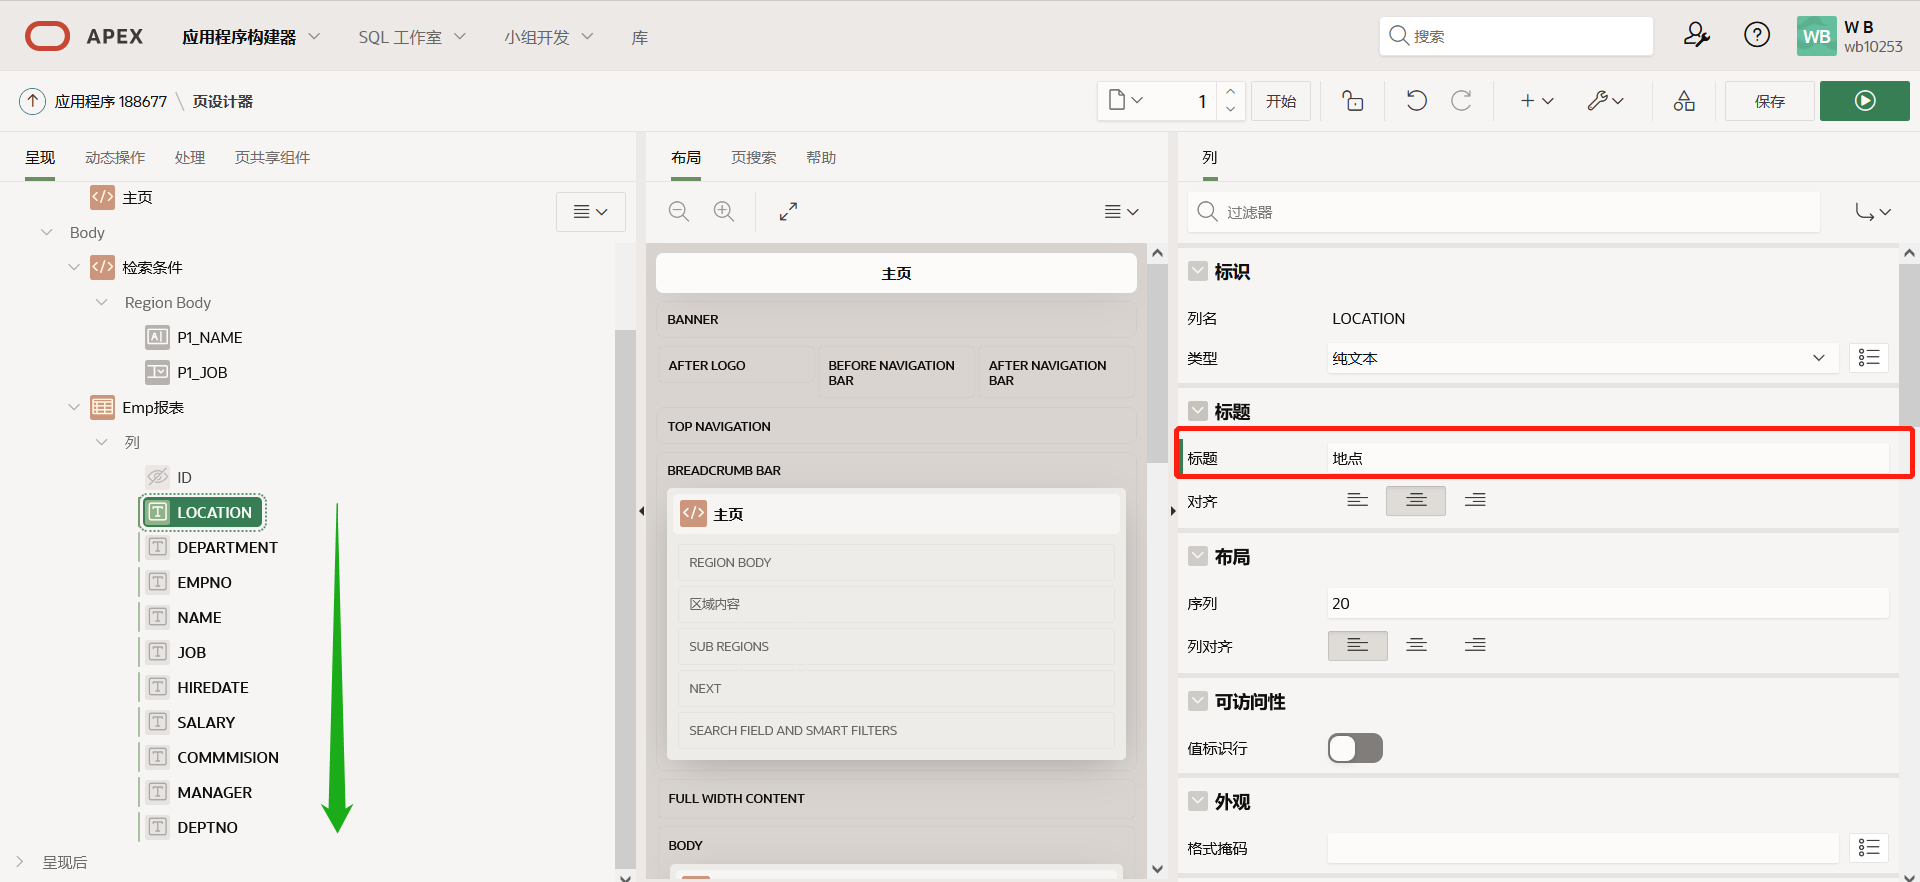 APEX
应用程序构建器
SQL 工作室
小组开发
库
搜索
WB
W B
wb10253
应用程序 188677 \ 页设计器
1
开始
保存
呈现
动态操作
处理
页共享组件
主页
Body
检索条件
Region Body
P1_NAME
P1_JOB
Emp报表
列
ID
LOCATION
DEPARTMENT
EMPNO
NAME
JOB
HIREDATE
SALARY
COMMMISION
MANAGER
DEPTNO
呈现后
布局
页搜索
帮助
主页
BANNER
AFTER LOGO
BEFORE NAVIGATION
BAR
AFTER NAVIGATION
BAR
TOP NAVIGATION
BREADCRUMB BAR
主页
REGION BODY
区域内容
SUB REGIONS
NEXT
SEARCH FIELD AND SMART FILTERS
FULL WIDTH CONTENT
BODY
列
过滤器
标识
列名
LOCATION
类型
纯文本
标题
标题
地点
对齐
布局
序列
20
列对齐
可访问性
值标识行
外观
格式掩码